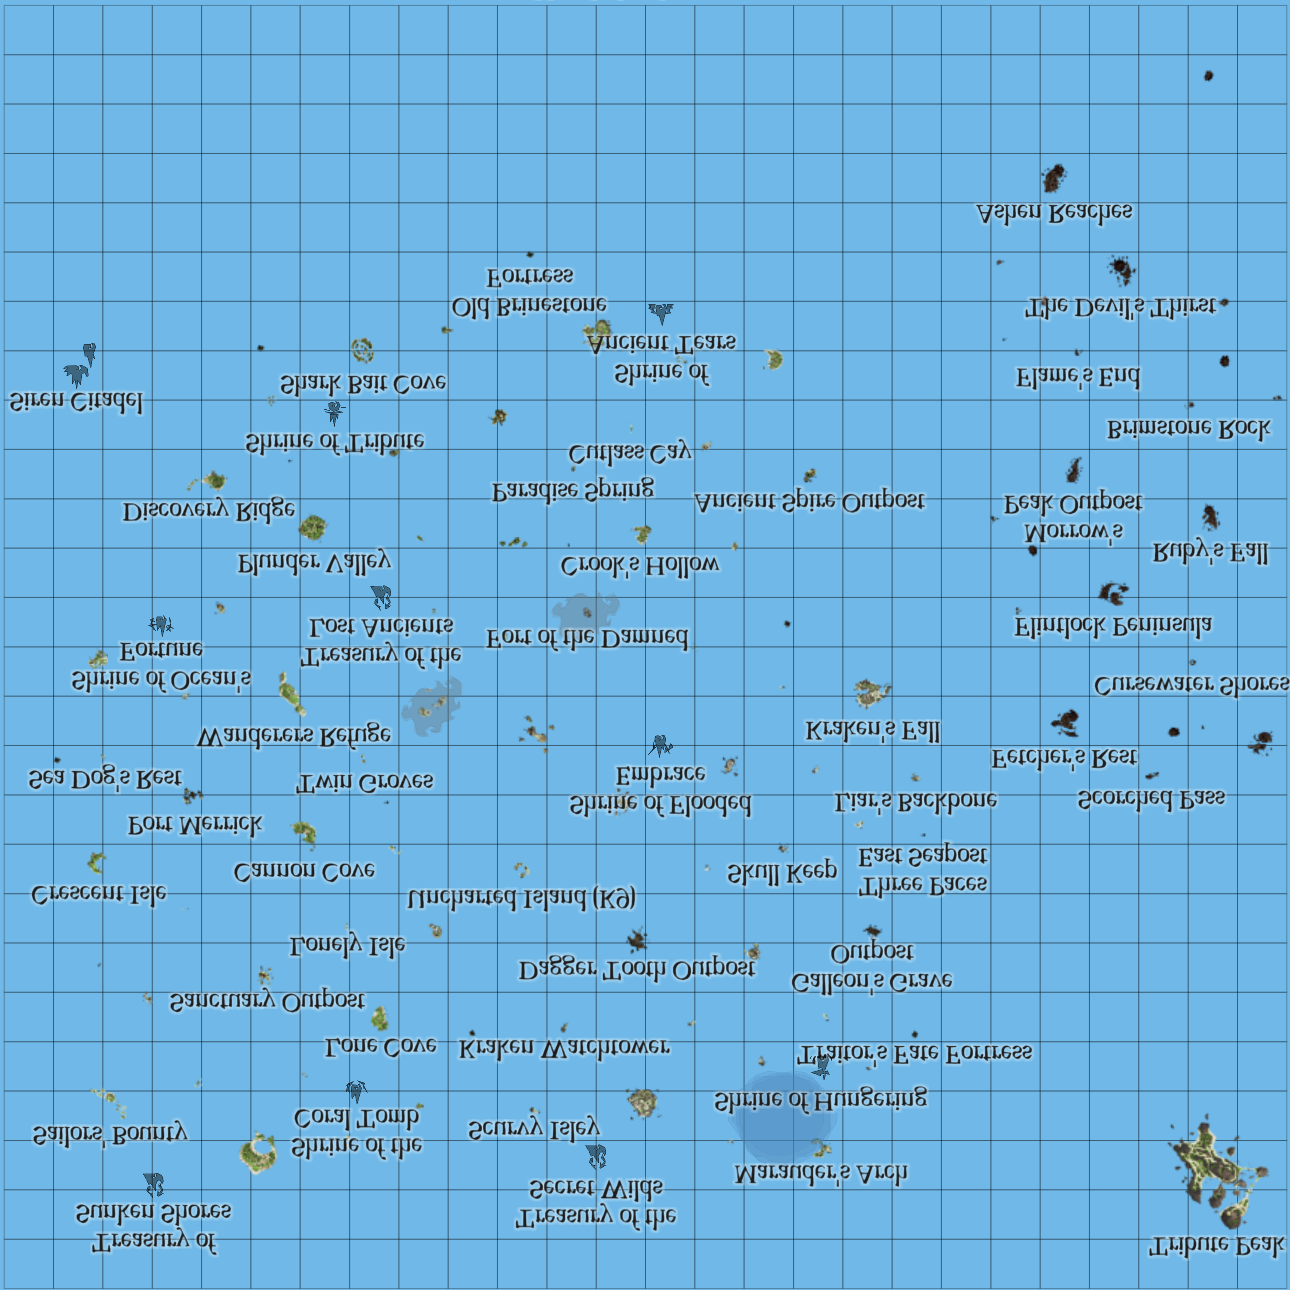 Treasury of
Sunken Shores
Tribute Peak
Treasury of the
Secret Wilds
Marauder's Arch
Shrine of the
Coral Tomb
Sailors' Bounty
Scurvy Isley
Shrine of Hungering
Traitor's Fate Fortress
Lone Cove
Kraken Watchtower
Sanctuary Outpost
Galleon's Grave
Outpost
Dagger Tooth Outpost
Lonely Isle
Uncharted Island (K9)
Crescent Isle
Three Paces
East Seapost
Cannon Cove
Skull Keep
Port Merrick
Shrine of Flooded
Embrace
Liar's Backbone
Scorched Pass
Twin Groves
Sea Dog's Rest
Fetcher's Rest
Wanderers Refuge
Kraken's Fall
Cursewater Shores
Shrine of Ocean's
Fortune
Treasury of the
Lost Ancients
Fort of the Damned
Flintlock Peninsula
Crook's Hollow
Plunder Valley
Ruby's Fall
Morrow's
Peak Outpost
Discovery Ridge
Ancient Spire Outpost
Paradise Spring
Cutlass Cay
Shrine of Tribute
Brimstone Rock
Siren Citadel
Shark Bait Cove
Flame's End
Shrine of
Ancient Tears
Old Brinestone
Fortress
The Devil's Thirst
Ashen Reaches